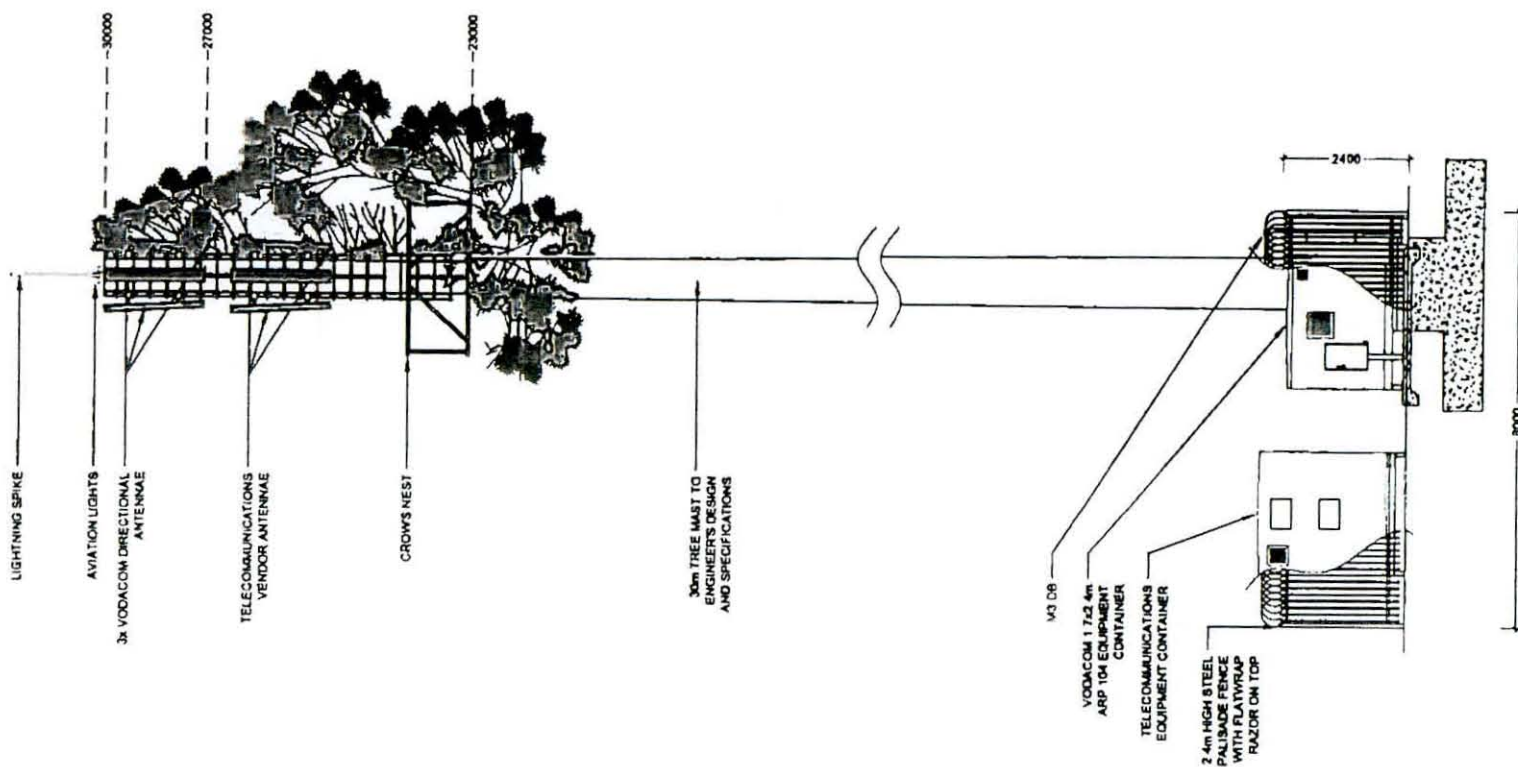 30000
27000
23000
2400
LIGHTNING SPIKE
AVIATION LIGHTS
3x VODACOM DIRECTIONAL
ANTENNAE
TELECOMMUNICATIONS
VENDOR ANTENNAE
CROW'S NEST
30m TREE MAST TO
ENGINEER'S DESIGN
AND SPECIFICATIONS
M3 DB
VODACOM 1 7x2 4m
ARP 104 EQUIPMENT
CONTAINER
TELECOMMUNICATIONS
EQUIPMENT CONTAINER
2 4m HIGH STEEL
PALISADE FENCE
WITH FLATWRAP
RAZOR ON TOP